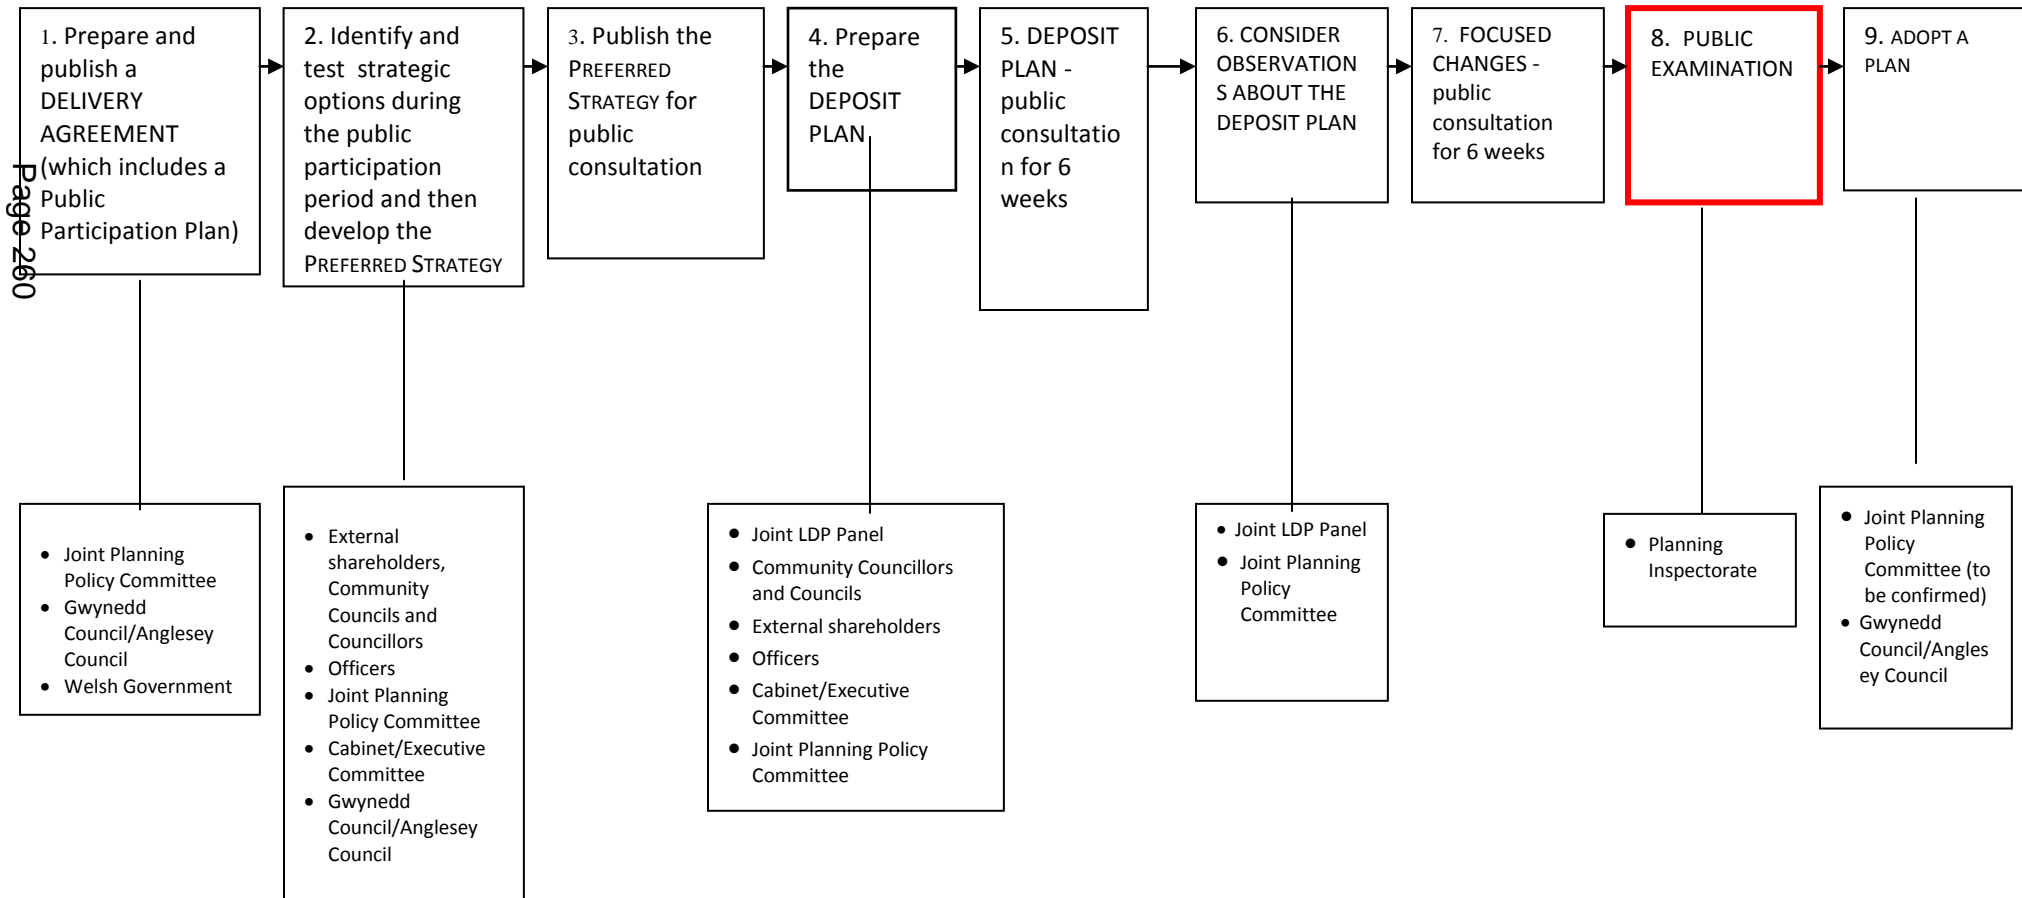 1. Prepare and
publish a
DELIVERY
AGREEMENT
(which includes a
Public
Participation Plan)
2. Identify and
test strategic
options during
the public
participation
period and then
develop the
PREFERRED STRATEGY
3. Publish the
PREFERRED
STRATEGY for
public
consultation
4. Prepare
the
DEPOSIT
PLAN
5. DEPOSIT
PLAN -
public
consultatio
n for 6
weeks
6. CONSIDER
OBSERVATION
S ABOUT THE
DEPOSIT PLAN
7. FOCUSED
CHANGES -
public
consultation
for 6 weeks
8. PUBLIC
EXAMINATION
9. ADOPT A
PLAN
Page 260
• Joint Planning
Policy Committee
• Gwynedd
Council/Anglesey
Council
• Welsh Government
• External
shareholders,
Community
Councils and
Councillors
• Officers
• Joint Planning
Policy Committee
• Cabinet/Executive
Committee
• Gwynedd
Council/Anglesey
Council
• Joint LDP Panel
• Community Councillors
and Councils
• External shareholders
• Officers
• Cabinet/Executive
Committee
• Joint Planning Policy
Committee
• Joint LDP Panel
• Joint Planning
Policy
Committee
• Planning
Inspectorate
• Joint Planning
Policy
Committee (to
be confirmed)
• Gwynedd
Council/Angles
ey Council